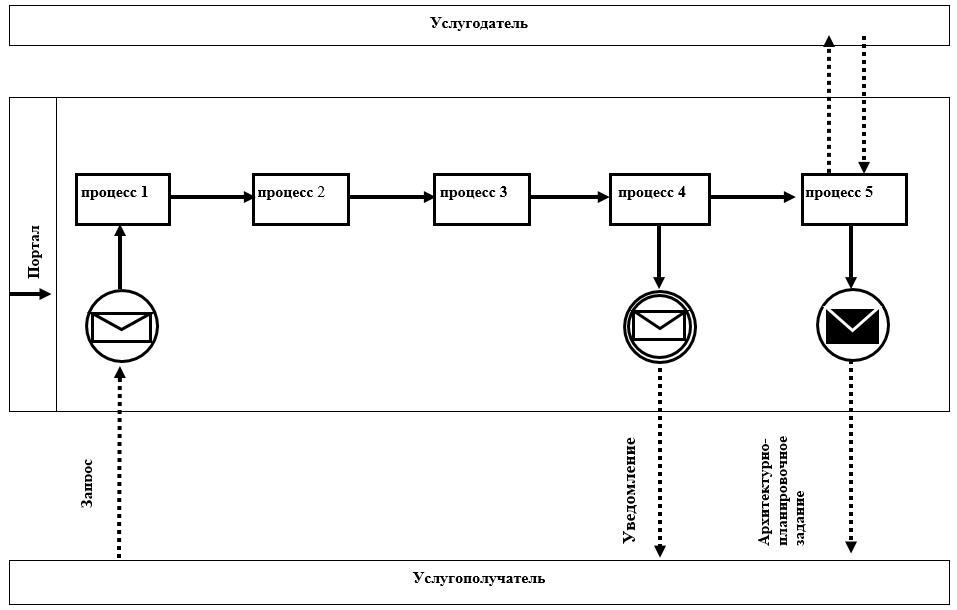 Услугодатель
процесс 1
процесс 2
процесс 3
процесс 4
процесс 5
Портал
Запрос
Уведомление
Архитектурно-
планировочное
задание
Услугополучатель